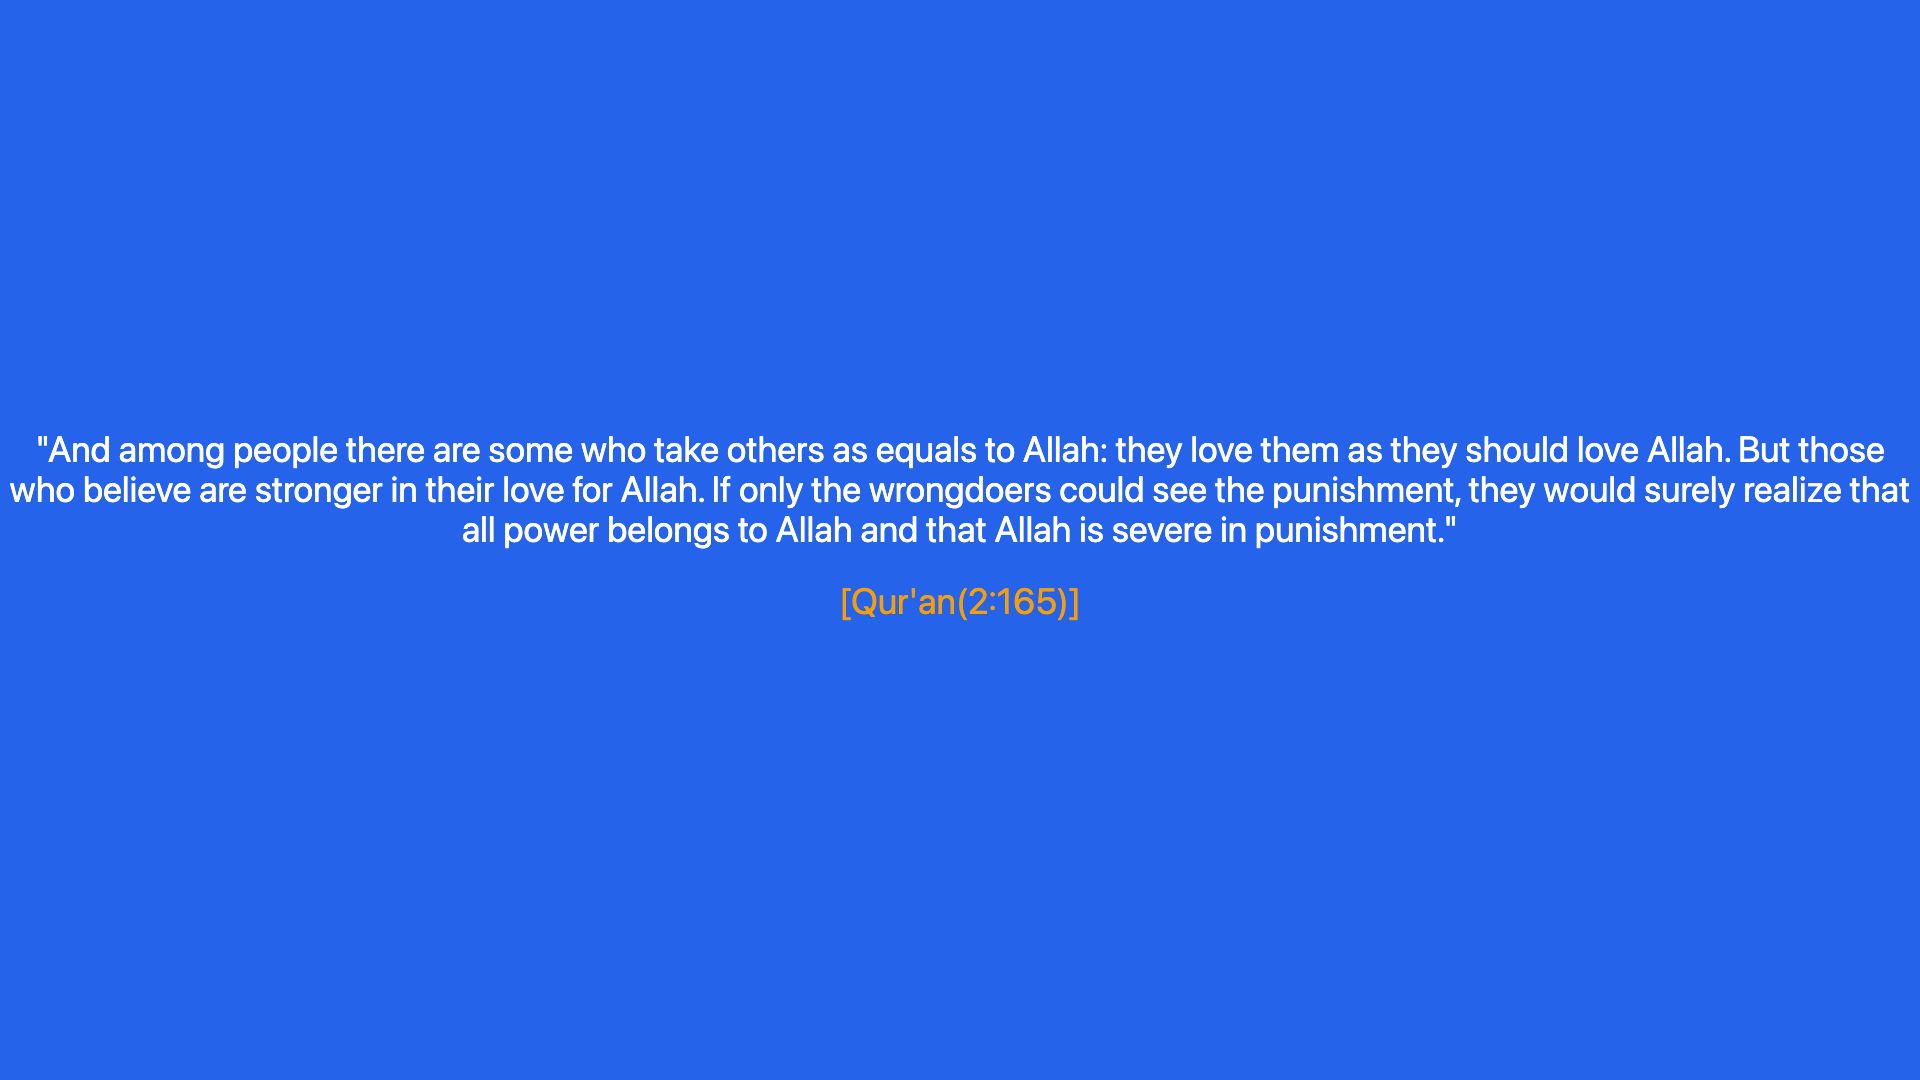 "And among people there are some who take others as equals to Allah: they love them as they should love Allah. But those
who believe are stronger in their love for Allah. If only the wrongdoers could see the punishment, they would surely realize that
all power belongs to Allah and that Allah is severe in punishment."
[Qur'an(2:165)]